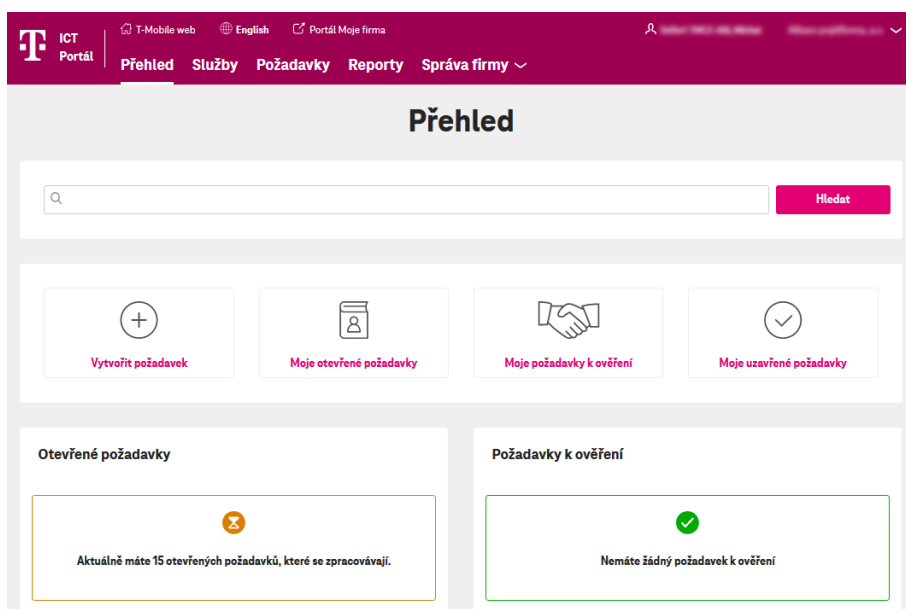 T ICT Portál
T-Mobile web English Portál Moje firma
Přehled Služby Požadavky Reporty Správa firmy
Přehled
Hledat
Vytvořit požadavek Moje otevřené požadavky Moje požadavky k ověření Moje uzavřené požadavky
Otevřené požadavky Požadavky k ověření
Aktuálně máte 15 otevřených požadavků, které se zpracovávají. Nemáte žádný požadavek k ověření